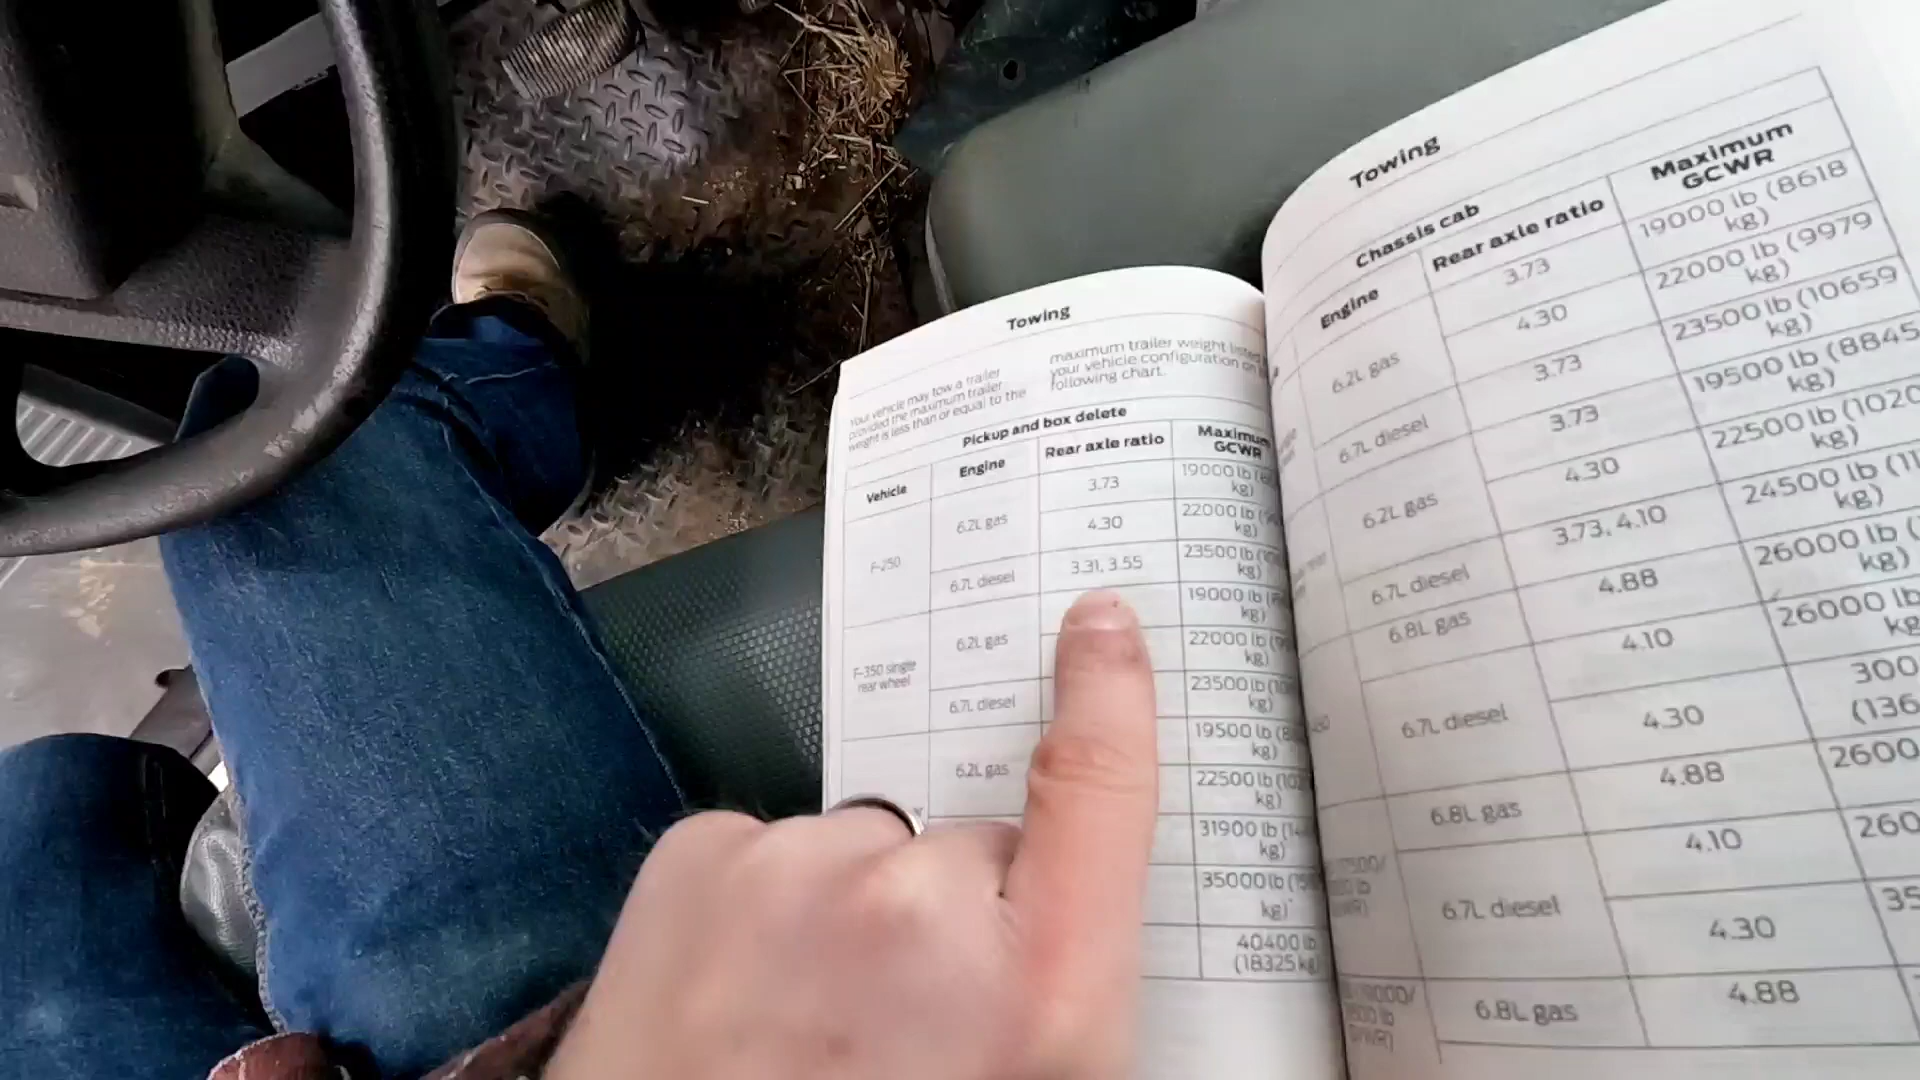 Towing
Your vehicle may tow a trailer
provided the maximum trailer
weight is less than or equal to the
maximum trailer weight listed
your vehicle configuration on
following chart.
Pickup and box delete
Vehicle Engine Rear axle ratio Maximum GCWR
F-250 6.2L gas 3.73 19000 lb
kg)
4.30 22000 lb
kg)
6.7L diesel 3.31, 3.55 23500 lb
kg)
F-350 single
rear wheel
6.2L gas 19000 lb
kg)
22000 lb
kg)
6.7L diesel 23500 lb
kg)
6.2L gas 19500 lb
kg)
22500 lb
kg)
31900 lb
kg)
35000 lb
kg)
40400 lb
(18325 kg)
Towing
Chassis cab
Engine Rear axle ratio Maximum
GCWR
6.2L gas 3.73 19000 lb (8618
kg)
4.30 22000 lb (9979
kg)
6.7L diesel 3.73 23500 lb (10659
kg)
6.2L gas 3.73 19500 lb (8845
kg)
4.30 22500 lb
kg)
6.7L diesel 3.73, 4.10 24500 lb
kg)
6.8L gas 4.88 26000 lb
kg)
6.7L diesel 4.10 26000 lb
4.30
4.88
6.8L gas
6.7L diesel 4.10
4.30
6.8L gas 4.88